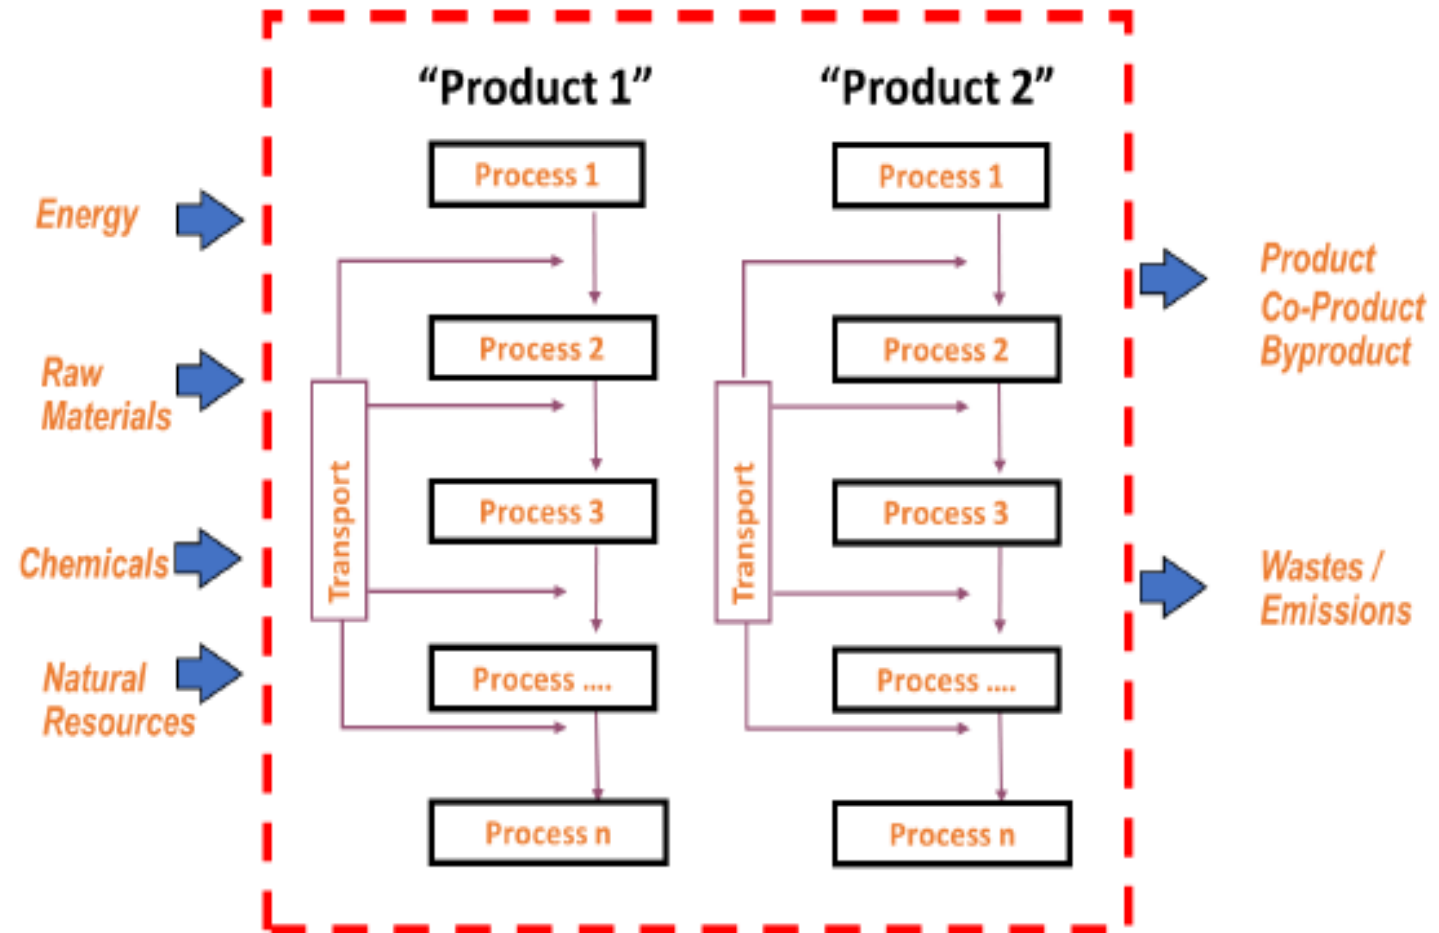 “Product 1”
“Product 2”
Energy
Raw
Materials
Chemicals
Natural
Resources
Process 1
Process 2
Process 3
Process ....
Process n
Transport
Process 1
Process 2
Process 3
Process ....
Process n
Transport
Product
Co-Product
Byproduct
Wastes /
Emissions